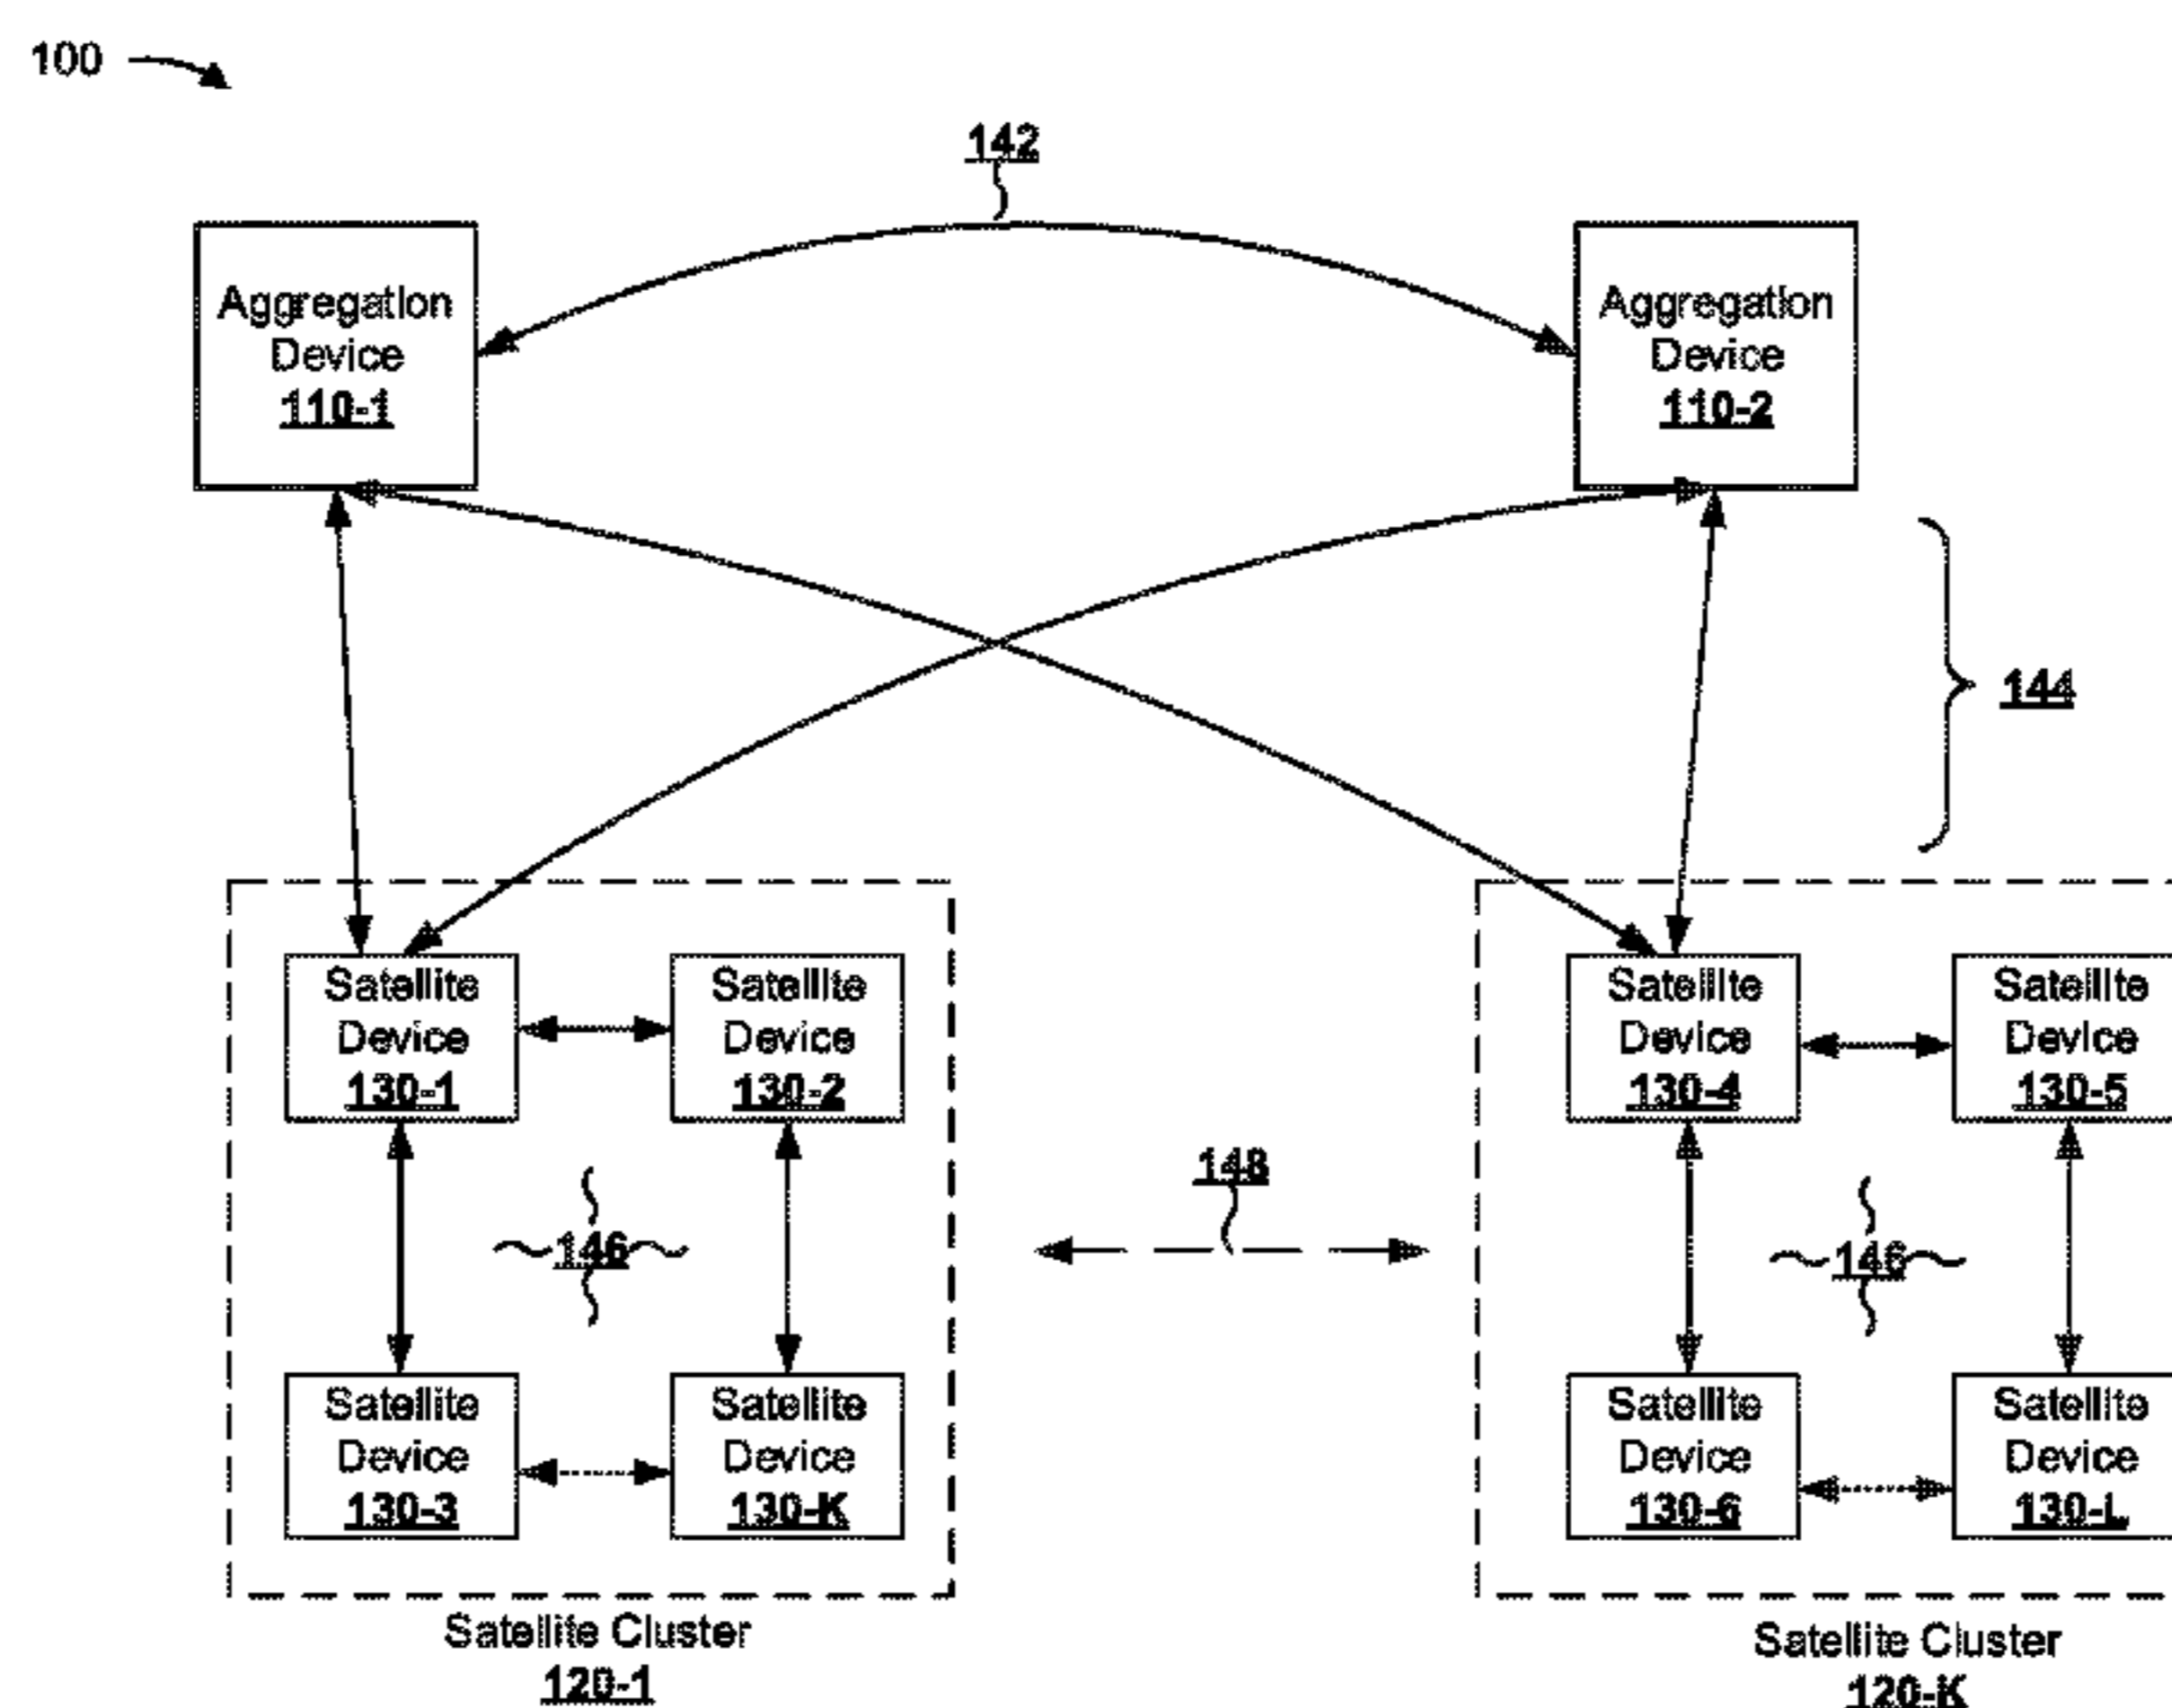 100
142
Aggregation
Device
110-1
Aggregation
Device
110-2
144
Satellite
Device
130-1
Satellite
Device
130-2
Satellite
Device
130-4
Satellite
Device
130-5
148
146
146
Satellite
Device
130-3
Satellite
Device
130-K
Satellite
Device
130-6
Satellite
Device
130-L
Satellite Cluster
120-1
Satellite Cluster
120-K